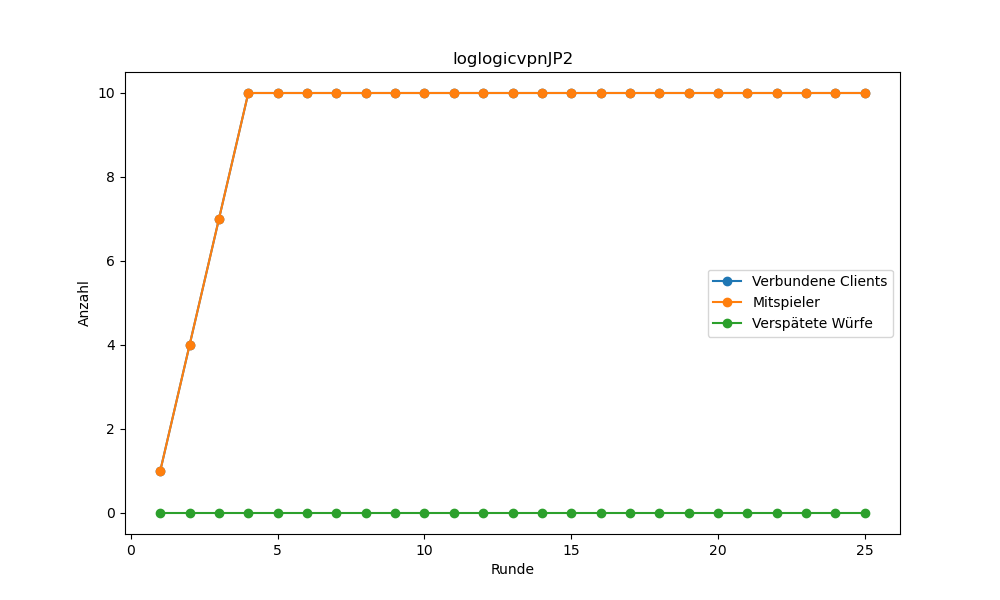 loglogicvpnJP2
10
8
6
4
2
0
Anzahl
Verbundene Clients
Mitspieler
Verspätete Würfe
0 5 10 15 20 25
Runde